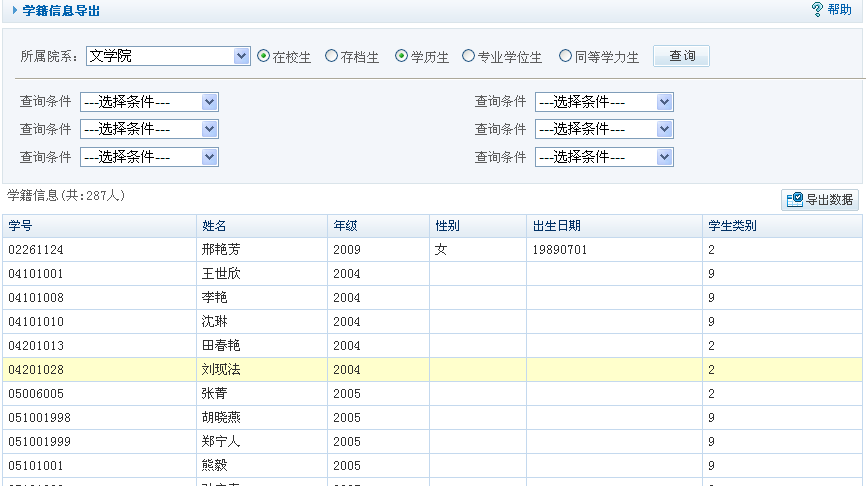 学籍信息导出 帮助
所属院系: 文学院 在校生 存档生 学历生 专业学位生 同等学力生 查询
查询条件 ---选择条件--- 查询条件 ---选择条件---
查询条件 ---选择条件--- 查询条件 ---选择条件---
查询条件 ---选择条件--- 查询条件 ---选择条件---
学籍信息(共:287人) 导出数据
学号 姓名 年级 性别 出生日期 学生类别
02261124 邢艳芳 2009 女 19890701 2
04101001 王世欣 2004 9
04101008 李艳 2004 9
04101010 沈琳 2004 9
04201013 田春艳 2004 2
04201028 刘现法 2004 2
05006005 张菁 2005 2
051001998 胡晓燕 2005 9
051001999 郑宁人 2005 9
05101001 熊毅 2005 9